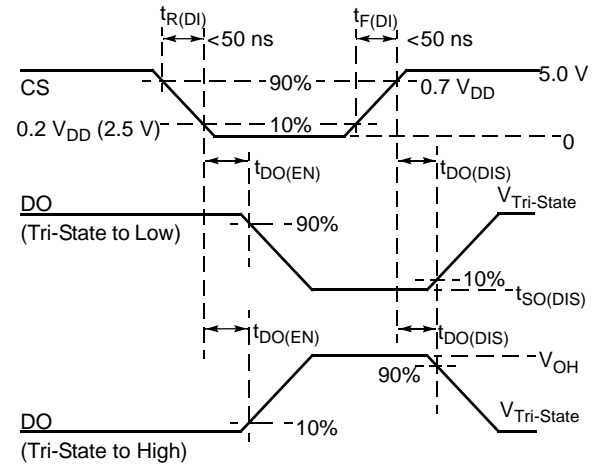 tR(DI) tF(DI)
<50 ns <50 ns
5.0 V
CS 90% 0.7 VDD
0.2 VDD (2.5 V) 10%
0
tDO(EN) tDO(DIS)
VTri-State
DO
90%
(Tri-State to Low)
10%
tSO(DIS)
tDO(EN) tDO(DIS)
VOH
90%
VTri-State
DO 10%
(Tri-State to High)